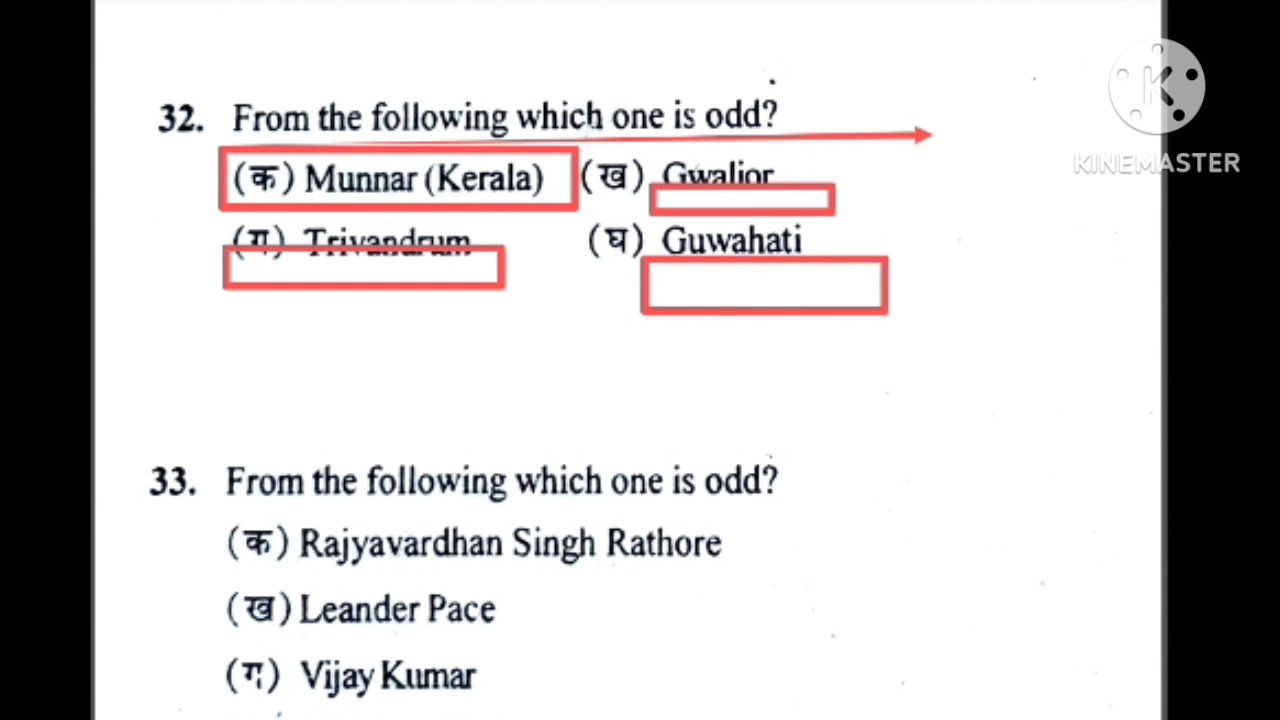 32. From the following which one is odd?
(क) Munnar (Kerala) (ख) Gwalior
(ग) Trivandrum (घ) Guwahati
33. From the following which one is odd?
(क) Rajyavardhan Singh Rathore
(ख) Leander Pace
(ग) Vijay Kumar
KINEMASTER